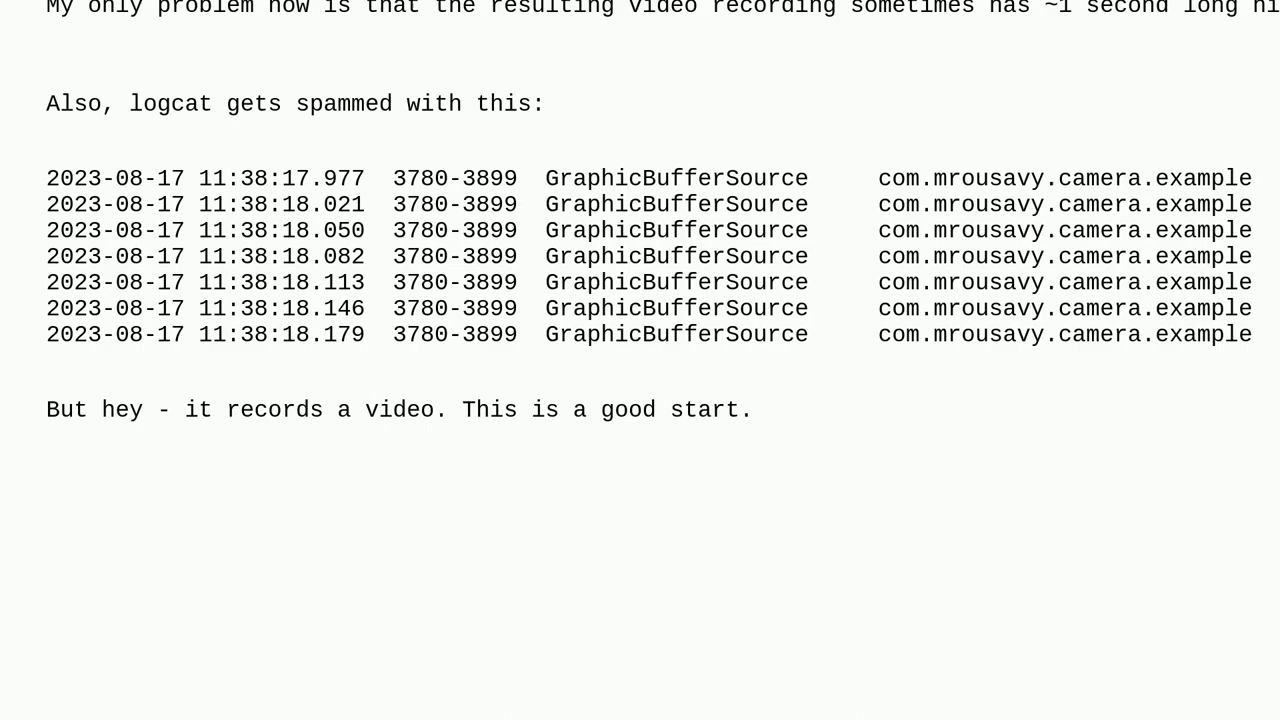 My only problem now is that the resulting video recording sometimes has ~1 second long
Also, logcat gets spammed with this:
2023-08-17 11:38:17.977  3780-3899  GraphicBufferSource     com.mrousavy.camera.example
2023-08-17 11:38:18.021  3780-3899  GraphicBufferSource     com.mrousavy.camera.example
2023-08-17 11:38:18.050  3780-3899  GraphicBufferSource     com.mrousavy.camera.example
2023-08-17 11:38:18.082  3780-3899  GraphicBufferSource     com.mrousavy.camera.example
2023-08-17 11:38:18.113  3780-3899  GraphicBufferSource     com.mrousavy.camera.example
2023-08-17 11:38:18.146  3780-3899  GraphicBufferSource     com.mrousavy.camera.example
2023-08-17 11:38:18.179  3780-3899  GraphicBufferSource     com.mrousavy.camera.example
But hey - it records a video. This is a good start.